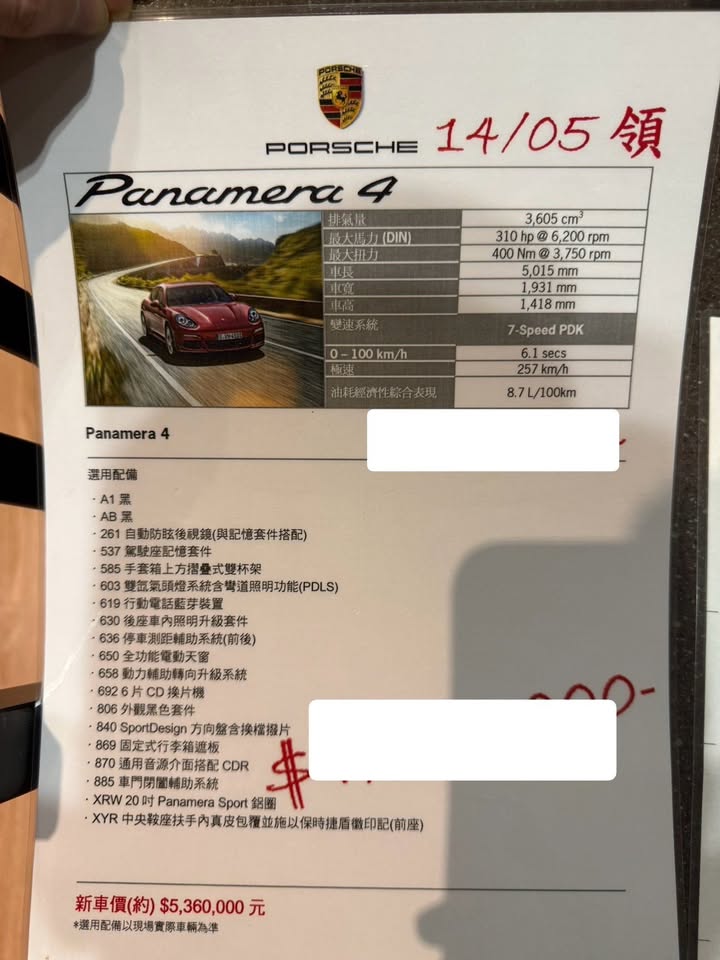 PORSCHE
PORSCHE 14/05 領
Panamera 4
排氣量 3,605 cm³
最大馬力 (DIN) 310 hp @ 6,200 rpm
最大扭力 400 Nm @ 3,750 rpm
車長 5,015 mm
車寬 1,931 mm
車高 1,418 mm
變速系統 7-Speed PDK
0 – 100 km/h 6.1 secs
極速 257 km/h
油耗經濟性綜合表現 8.7 L/100km
Panamera 4
選用配備
· A1 黑
· AB 黑
· 261 自動防眩後視鏡(與記憶套件搭配)
· 537 駕駛座記憶套件
· 585 手套箱上方摺疊式雙杯架
· 603 雙氙氣頭燈系統含彎道照明功能(PDLS)
· 619 行動電話藍芽裝置
· 630 後座車內照明升級套件
· 636 停車測距輔助系統(前後)
· 650 全功能電動天窗
· 658 動力輔助轉向升級系統
· 692 6 片 CD 換片機
· 806 外觀黑色套件
· 840 SportDesign 方向盤含換檔撥片
· 869 固定式行李箱遮板
· 870 通用音源介面搭配 CDR
· 885 車門閉闔輔助系統
· XRW 20 吋 Panamera Sport 鋁圈
· XYR 中央鞍座扶手內真皮包覆並施以保時捷盾徽印記(前座)
$
新車價(約) $5,360,000 元
*選用配備以現場實際車輛為準